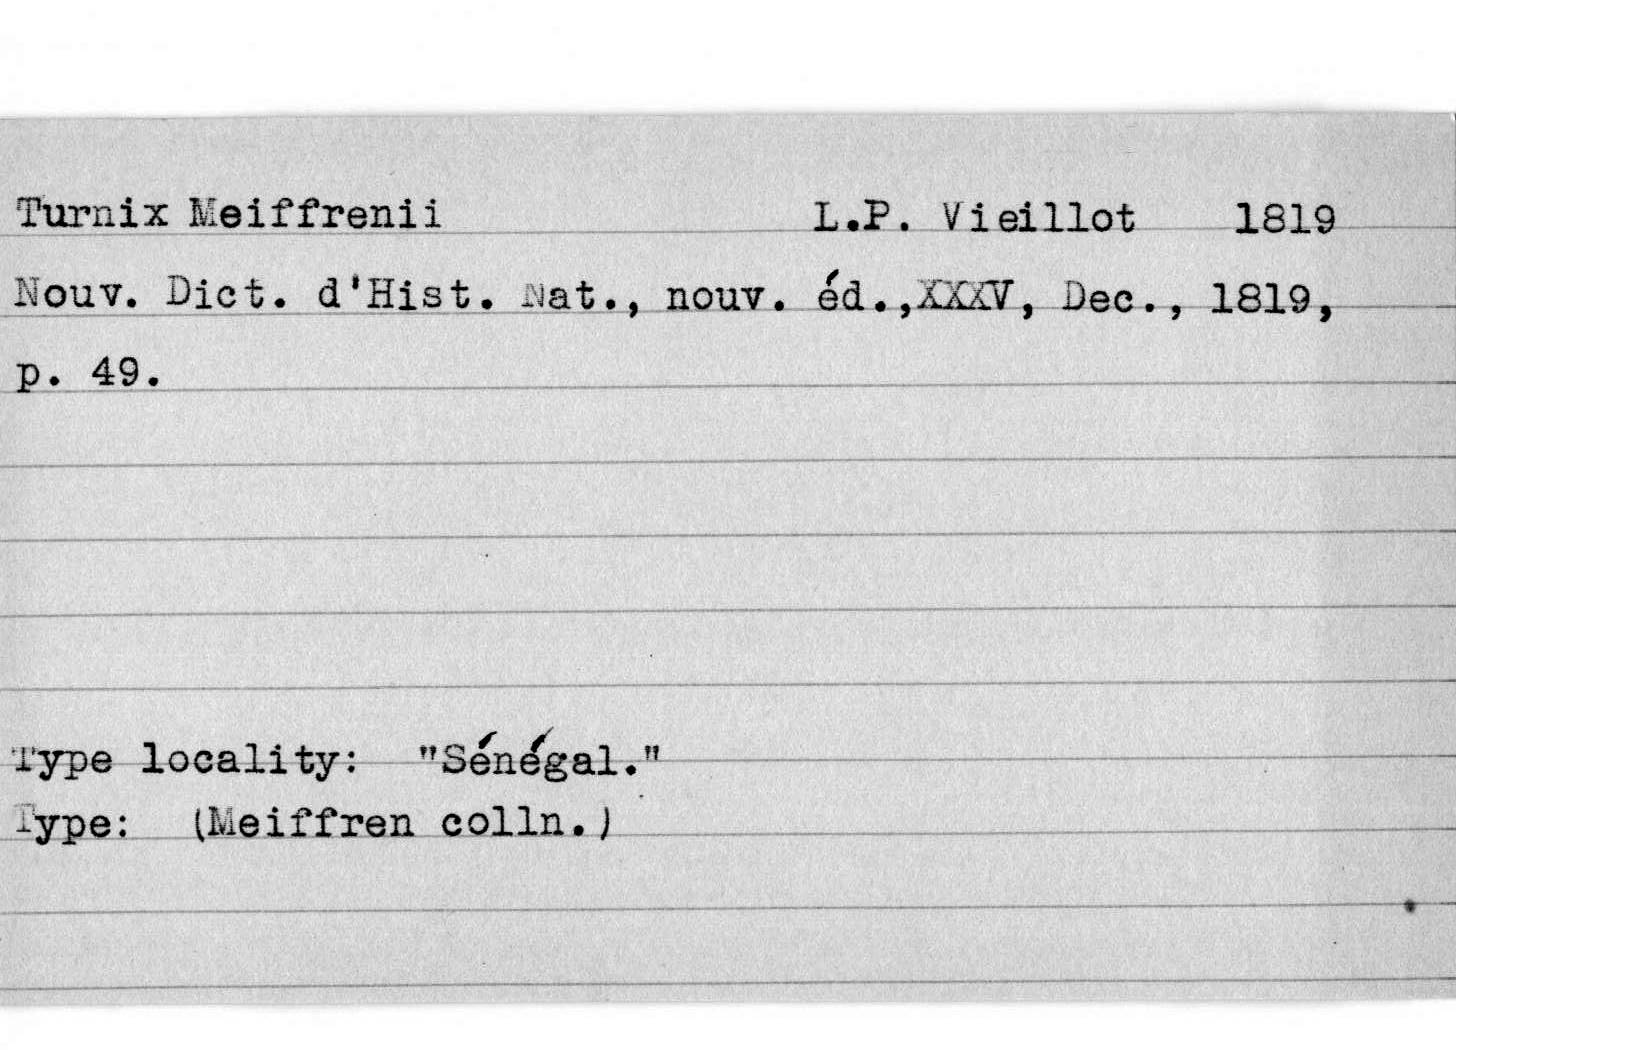 Turnix Meiffrenii L.P. Vieillot 1819
Nouv. Dict. d'Hist. Nat., nouv. éd.,XXXV, Dec., 1819,
p. 49.
Type locality: "Sénégal."
Type: (Meiffren colln.)